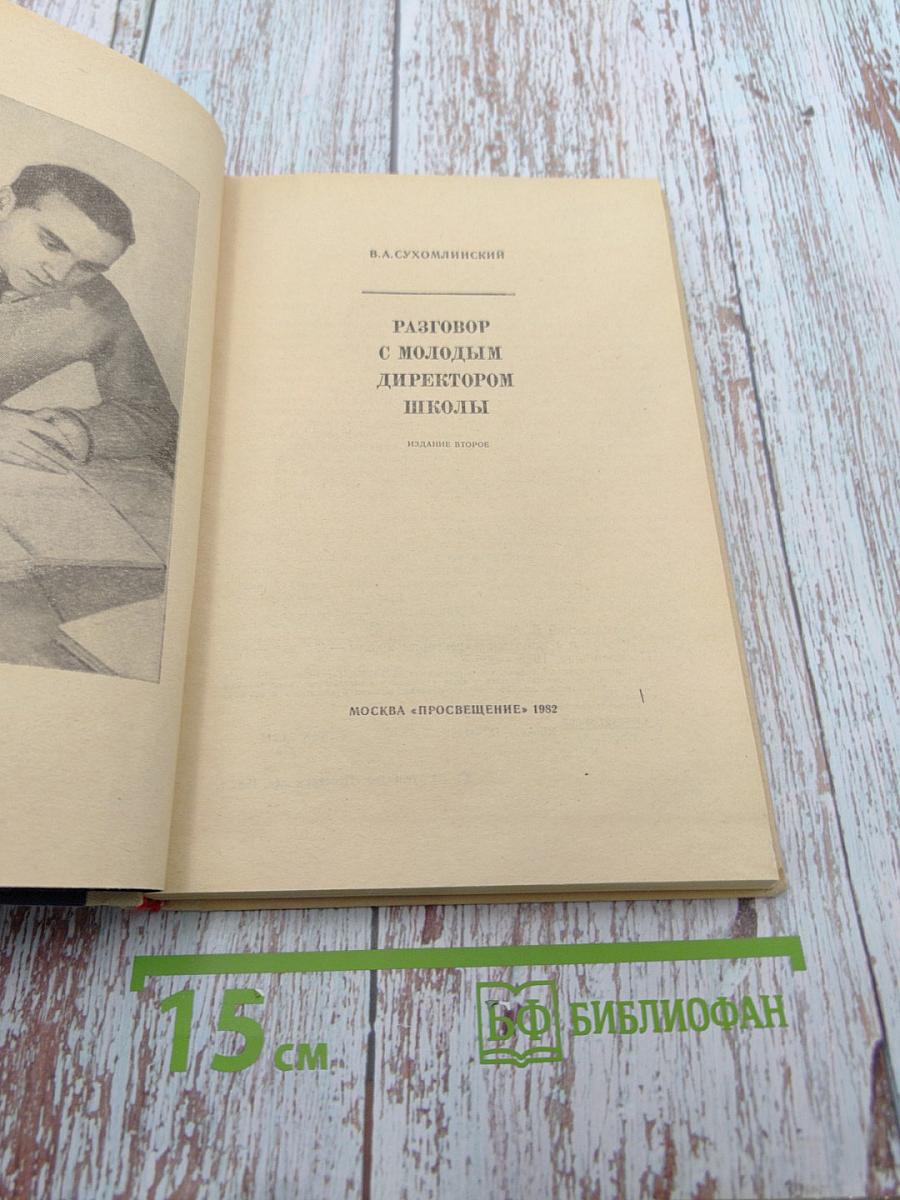 В.А.СУХОМЛИНСКИЙ
РАЗГОВОР
С МОЛОДЫМ
ДИРЕКТОРОМ
ШКОЛЫ
ИЗДАНИЕ ВТОРОЕ
МОСКВА «ПРОСВЕЩЕНИЕ» 1982
15 см
БФ БИБЛИОФАН